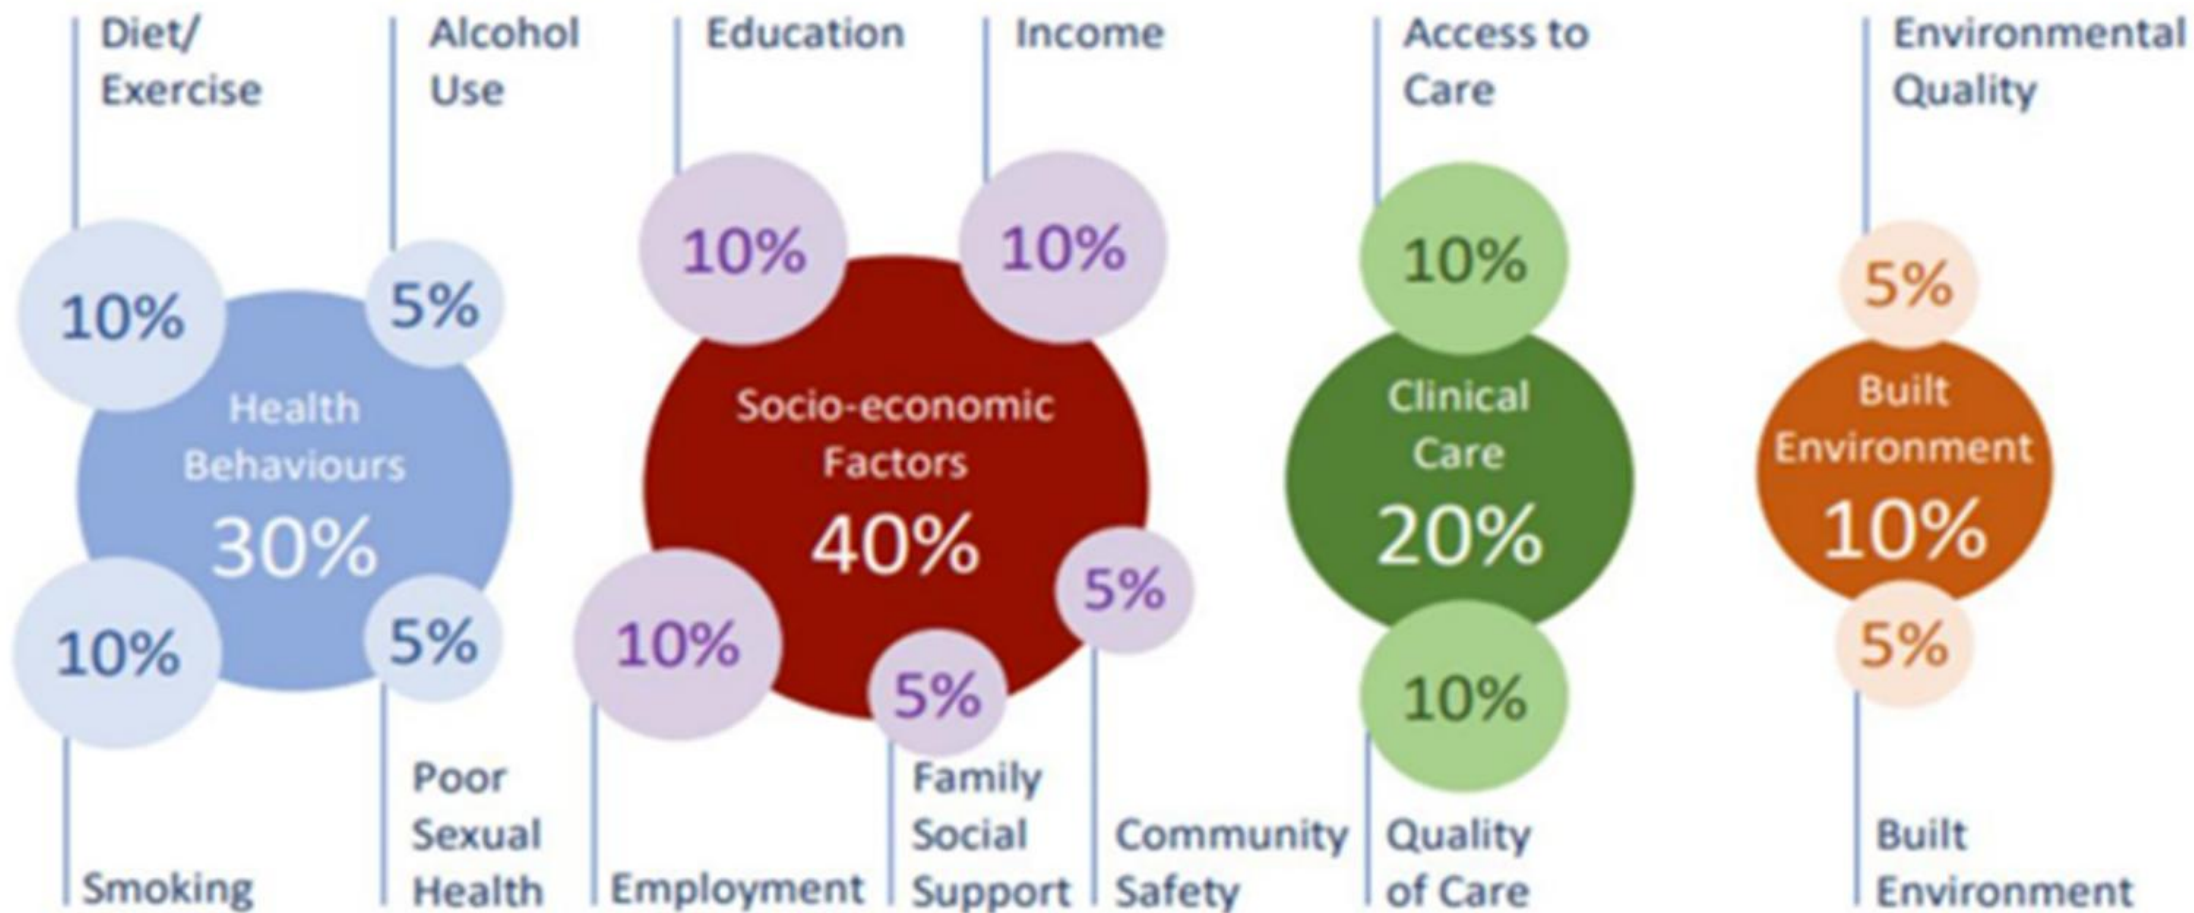 Diet/
Exercise
Alcohol
Use
Education
Income
Access to
Care
Environmental
Quality
10%
5%
10%
10%
10%
5%
Health
Behaviours
30%
Socio-economic
Factors
40%
Clinical
Care
20%
Built
Environment
10%
10%
5%
10%
5%
5%
10%
5%
Smoking
Poor
Sexual
Health
Employment
Family
Social
Support
Community
Safety
Quality
of Care
Built
Environment